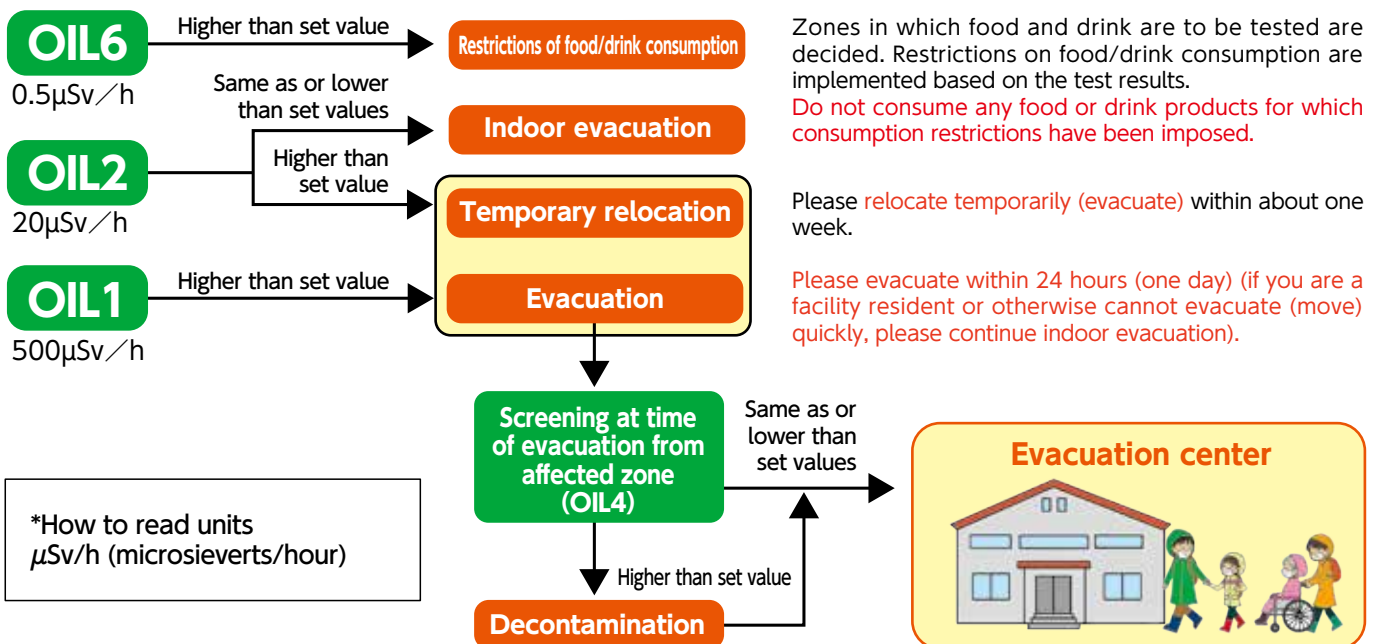 OIL6
0.5μSv／h
Higher than set value
Restrictions of food/drink consumption
Zones in which food and drink are to be tested are
decided. Restrictions on food/drink consumption are
implemented based on the test results.
Do not consume any food or drink products for which
consumption restrictions have been imposed.
OIL2
20μSv／h
Same as or lower
than set values
Indoor evacuation
Higher than
set value
Temporary relocation
Please relocate temporarily (evacuate) within about one
week.
OIL1
500μSv／h
Higher than set value
Evacuation
Please evacuate within 24 hours (one day) (if you are a
facility resident or otherwise cannot evacuate (move)
quickly, please continue indoor evacuation).
Screening at time
of evacuation from
affected zone
(OIL4)
Same as or
lower than
set values
Evacuation center
Higher than set value
Decontamination
*How to read units
μSv/h (microsieverts/hour)